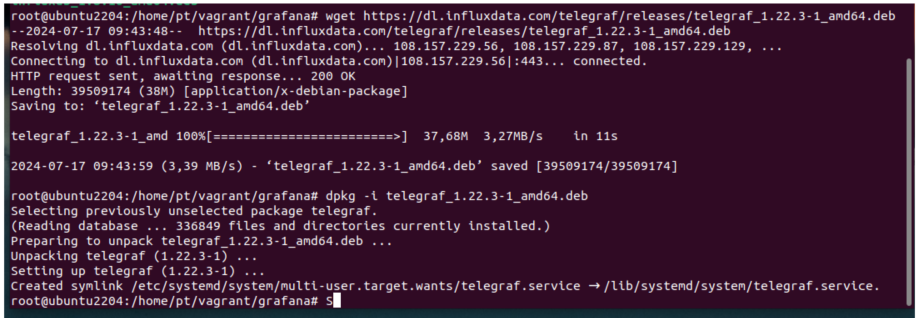 root@ubuntu2204:/home/pt/vagrant/grafana# wget https://dl.influxdata.com/telegraf/releases/telegraf_1.22.3-1_amd64.deb
--2024-07-17 09:43:48--  https://dl.influxdata.com/telegraf/releases/telegraf_1.22.3-1_amd64.deb
Resolving dl.influxdata.com (dl.influxdata.com)... 108.157.229.56, 108.157.229.87, 108.157.229.129, ...
Connecting to dl.influxdata.com (dl.influxdata.com)|108.157.229.56|:443... connected.
HTTP request sent, awaiting response... 200 OK
Length: 39509174 (38M) [application/x-debian-package]
Saving to: ‘telegraf_1.22.3-1_amd64.deb’
telegraf_1.22.3-1_amd 100%[========================>]  37,68M  3,27MB/s    in 11s
2024-07-17 09:43:59 (3,39 MB/s) - ‘telegraf_1.22.3-1_amd64.deb’ saved [39509174/39509174]
root@ubuntu2204:/home/pt/vagrant/grafana# dpkg -i telegraf_1.22.3-1_amd64.deb
Selecting previously unselected package telegraf.
(Reading database ... 336849 files and directories currently installed.)
Preparing to unpack telegraf_1.22.3-1_amd64.deb ...
Unpacking telegraf (1.22.3-1) ...
Setting up telegraf (1.22.3-1) ...
Created symlink /etc/systemd/system/multi-user.target.wants/telegraf.service → /lib/systemd/system/telegraf.service.
root@ubuntu2204:/home/pt/vagrant/grafana# S